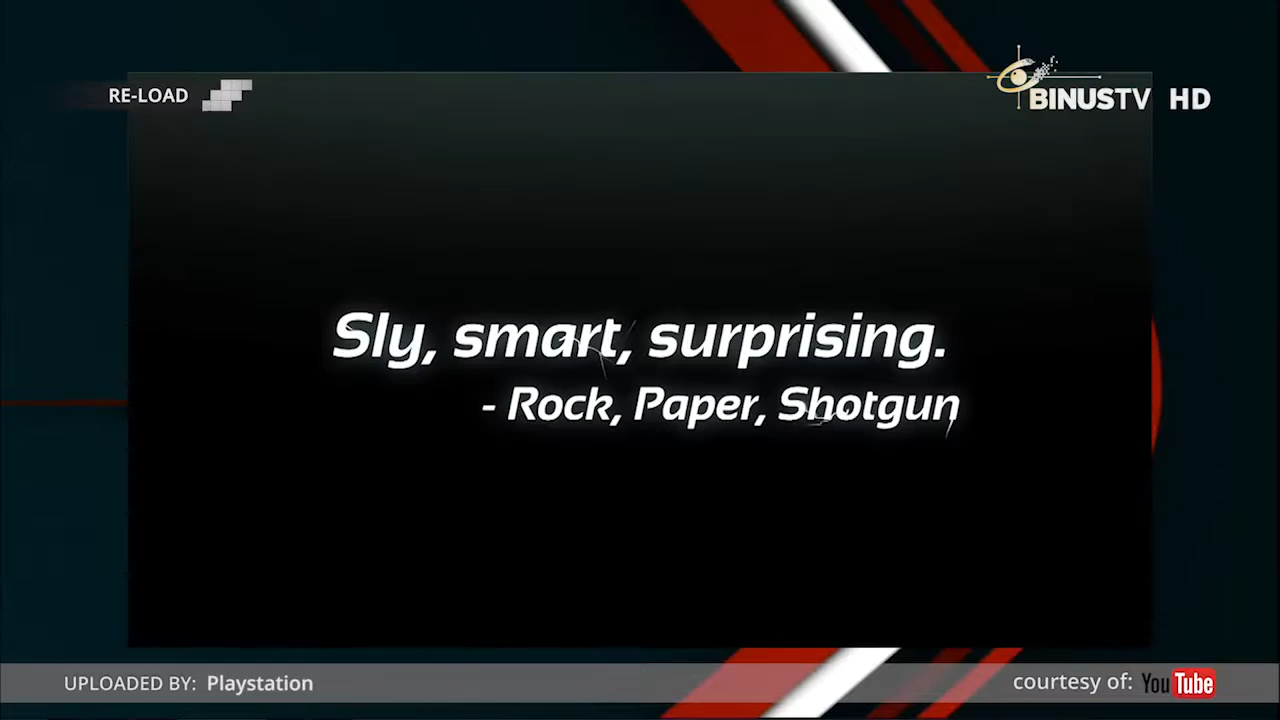 RE-LOAD
BINUSTV HD
Sly, smart, surprising.
- Rock, Paper, Shotgun
UPLOADED BY: Playstation
courtesy of: YouTube